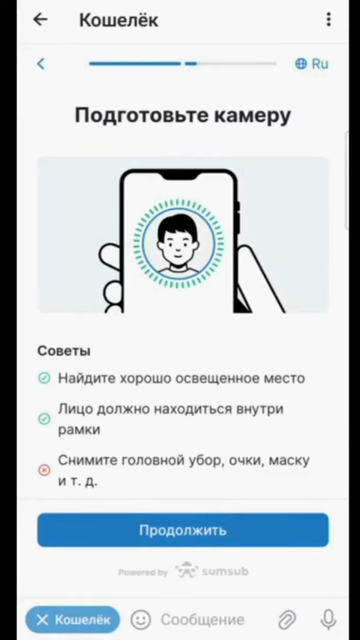 Кошелёк
Ru
Подготовьте камеру
Советы
Найдите хорошо освещенное место
Лицо должно находиться внутри
рамки
Снимите головной убор, очки, маску
и т. д.
Продолжить
Powered by sumsub
Кошелёк
Сообщение